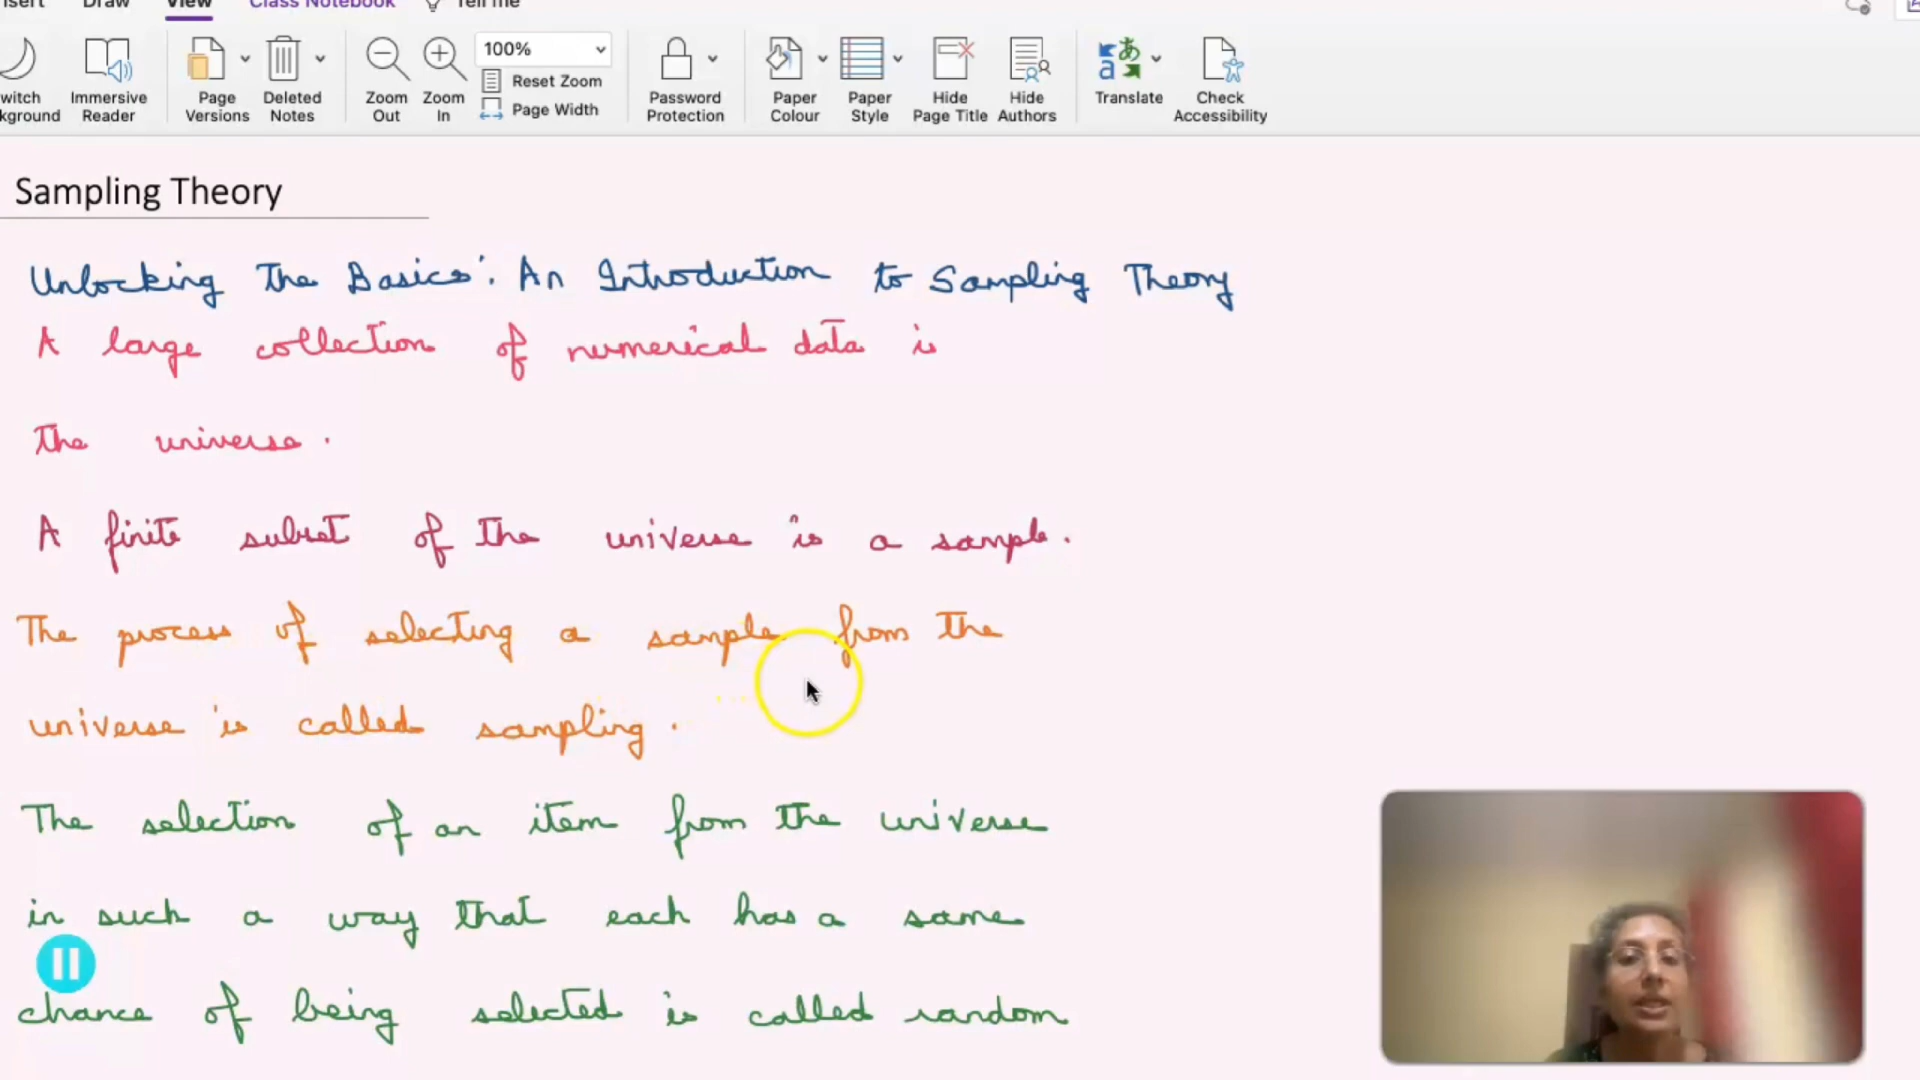 Draw View Class Notebook Tell me
Immersive Reader
Page Versions
Deleted Notes
Zoom Out
Zoom In
100%
Reset Zoom
Page Width
Password Protection
Paper Colour
Paper Style
Hide Page Title
Hide Authors
Translate
Check Accessibility
Sampling Theory
Unlocking The Basics: An Introduction to Sampling Theory
A large collection of numerical data is
the universe.
A finite subset of the universe is a sample.
The process of selecting a sample from the
universe is called sampling.
The selection of an item from the universe
in such a way that each has a same
chance of being selected is called random